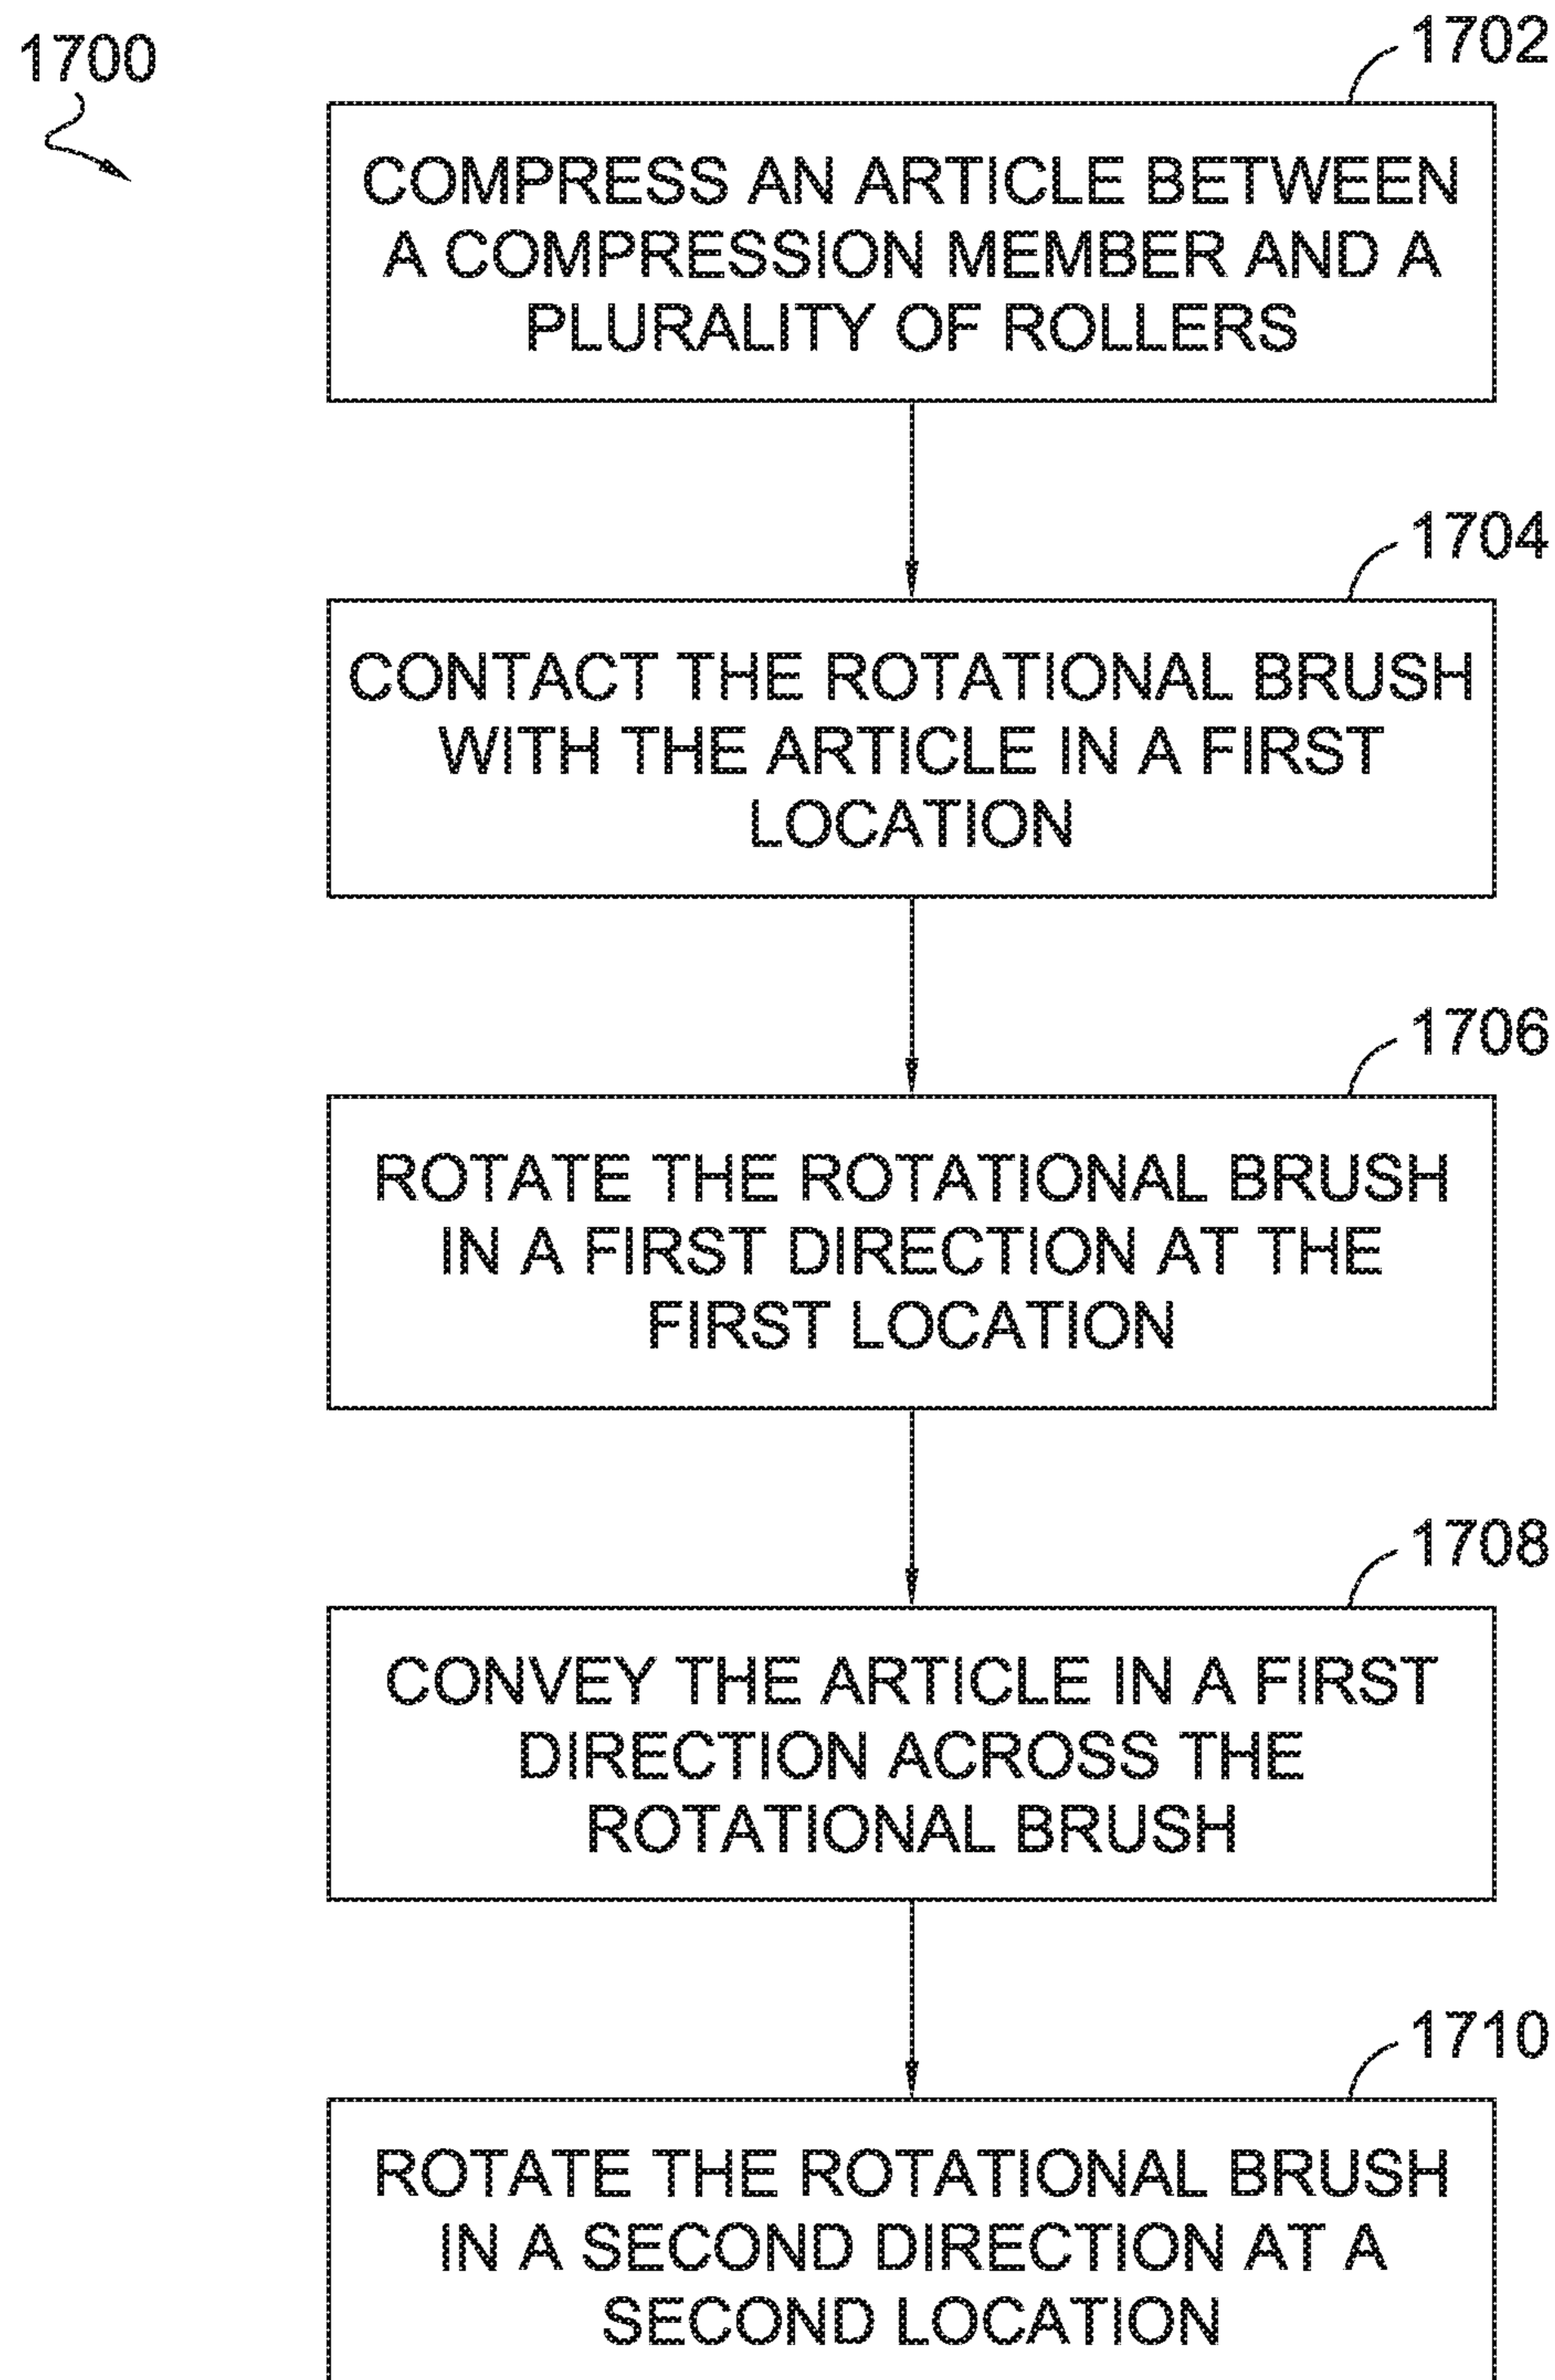 1700
1702
COMPRESS AN ARTICLE BETWEEN
A COMPRESSION MEMBER AND A
PLURALITY OF ROLLERS
1704
CONTACT THE ROTATIONAL BRUSH
WITH THE ARTICLE IN A FIRST
LOCATION
1706
ROTATE THE ROTATIONAL BRUSH
IN A FIRST DIRECTION AT THE
FIRST LOCATION
1708
CONVEY THE ARTICLE IN A FIRST
DIRECTION ACROSS THE
ROTATIONAL BRUSH
1710
ROTATE THE ROTATIONAL BRUSH
IN A SECOND DIRECTION AT A
SECOND LOCATION